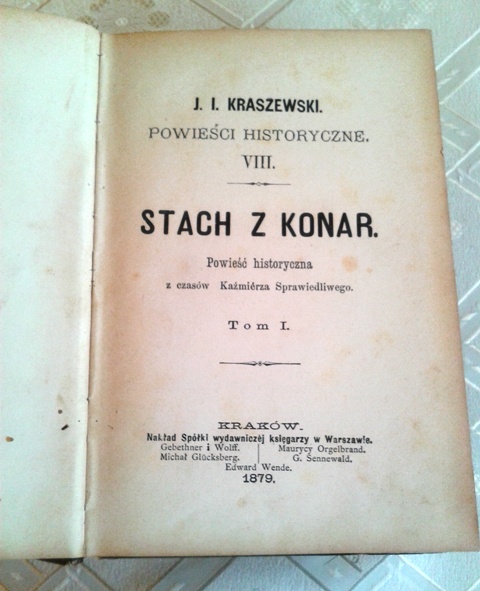 J. I. KRASZEWSKI.
POWIEŚCI HISTORYCZNE.
VIII.
STACH Z KONAR.
Powieść historyczna
z czasów Kaźmiérza Sprawiedliwego.
Tom I.
KRAKÓW.
Nakład Spółki wydawniczéj księgarzy w Warszawie.
Gebethner i Wolff. Maurycy Orgelbrand.
Michał Glücksberg. G. Sennewald.
Edward Wende.
1879.